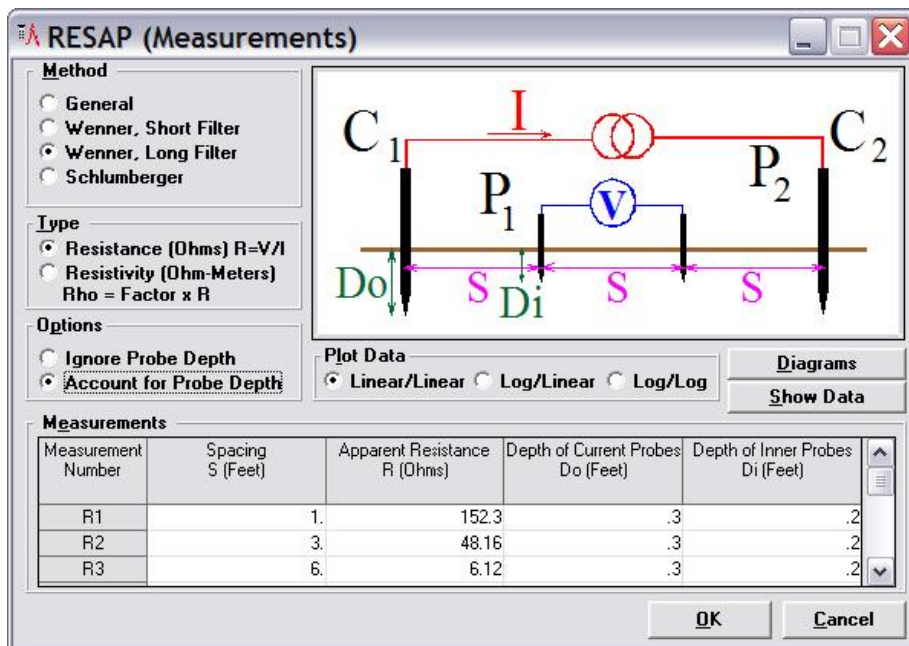 RESAP (Measurements)
Method
General
Wenner, Short Filter
Wenner, Long Filter
Schlumberger
C1 I C2
P1 V P2
Do S Di S S
Type
Resistance (Ohms) R=V/I
Resistivity (Ohm-Meters)
Rho = Factor x R
Options
Ignore Probe Depth
Account for Probe Depth
Plot Data
Linear/Linear Log/Linear Log/Log
Diagrams
Show Data
Measurements
Measurement Number Spacing S (Feet) Apparent Resistance R (Ohms) Depth of Current Probes Do (Feet) Depth of Inner Probes Di (Feet)
R1 1. 152.3 .3 .2
R2 3. 48.16 .3 .2
R3 6. 6.12 .3 .2
OK Cancel